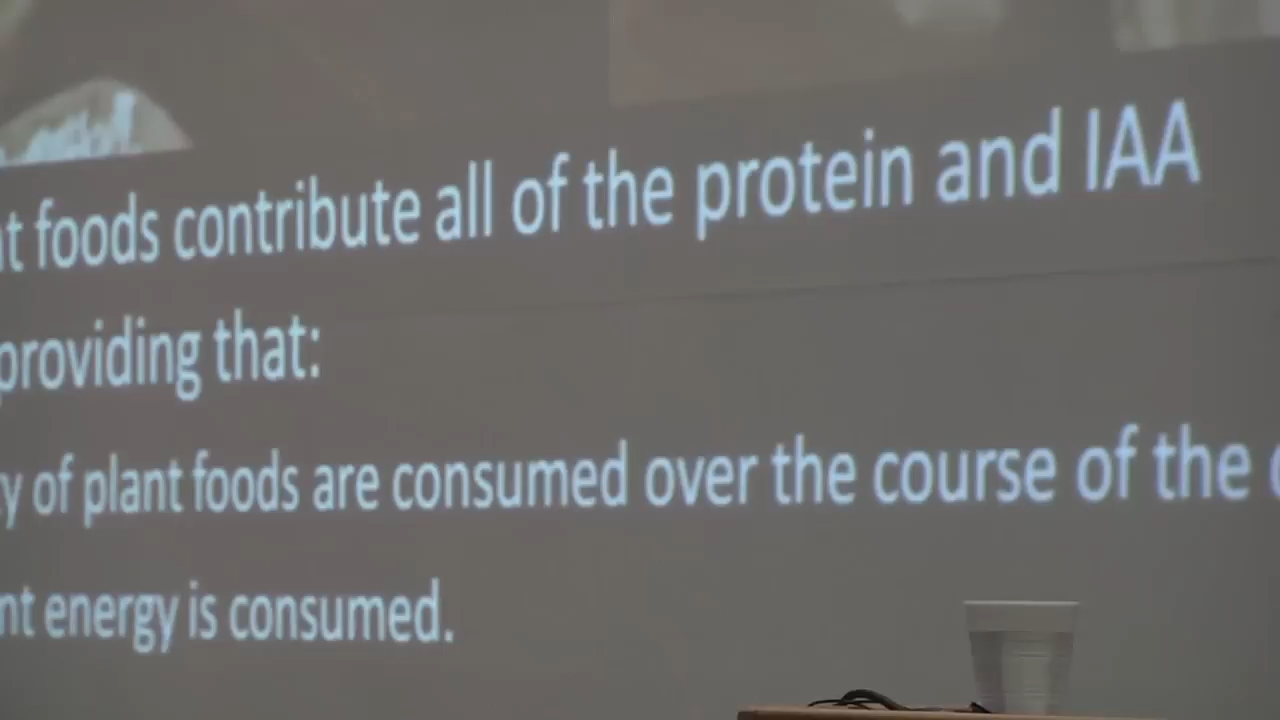 foods contribute all of the protein and IAA
providing that:
of plant foods are consumed over the course of the
energy is consumed.